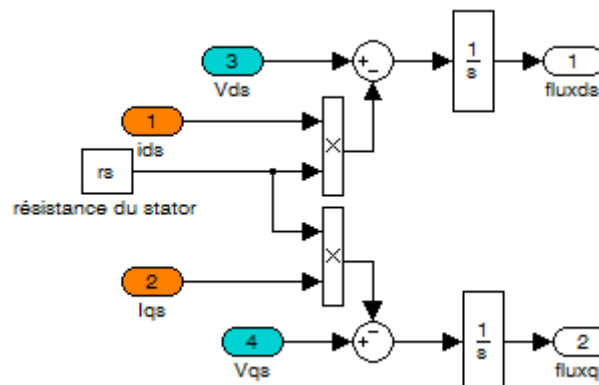 3
Vds
+
−
1
s
1
fluxds
1
ids
×
rs
résistance du stator
×
2
Iqs
4
Vqs
+
−
1
s
2
fluxq